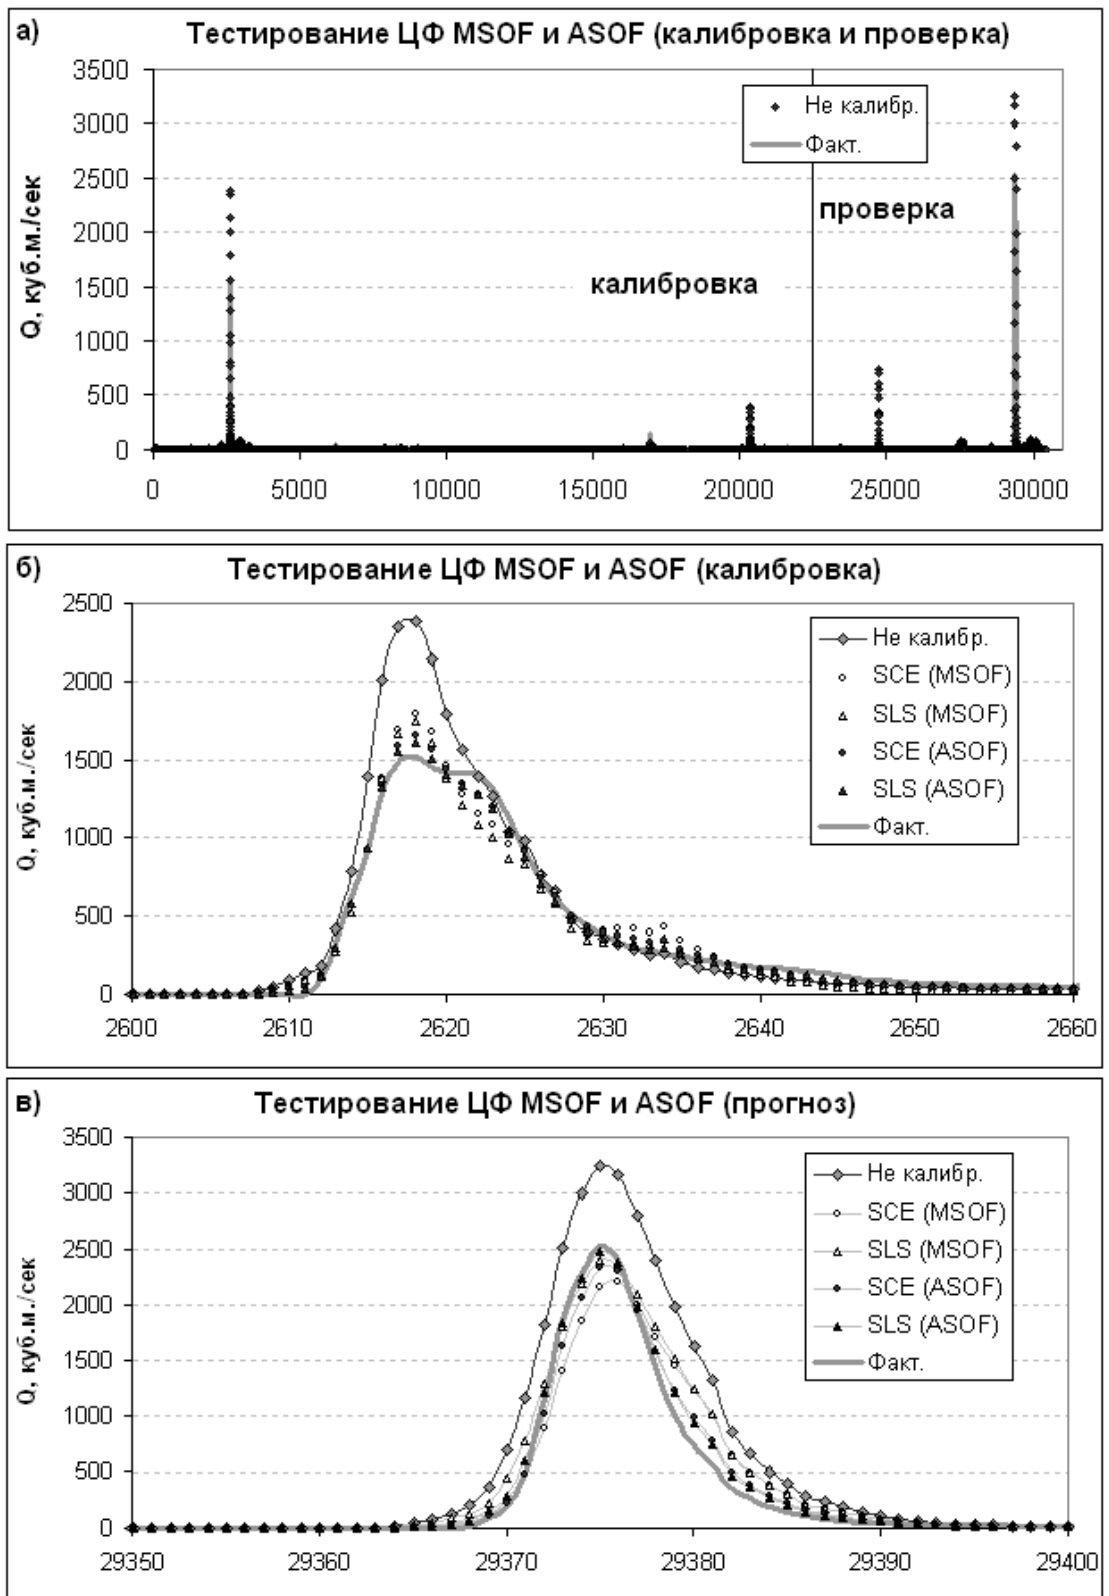 а)
Тестирование ЦФ MSOF и ASOF (калибровка и проверка)
3500
3000
2500
2000
1500
1000
500
0
Q, куб.м./сек
Не калибр.
Факт.
проверка
калибровка
0 5000 10000 15000 20000 25000 30000
б)
Тестирование ЦФ MSOF и ASOF (калибровка)
2500
2000
1500
1000
500
0
Q, куб.м./сек
Не калибр.
SCE (MSOF)
SLS (MSOF)
SCE (ASOF)
SLS (ASOF)
Факт.
2600 2610 2620 2630 2640 2650 2660
в)
Тестирование ЦФ MSOF и ASOF (прогноз)
3500
3000
2500
2000
1500
1000
500
0
Q, куб.м./сек
Не калибр.
SCE (MSOF)
SLS (MSOF)
SCE (ASOF)
SLS (ASOF)
Факт.
29350 29360 29370 29380 29390 29400